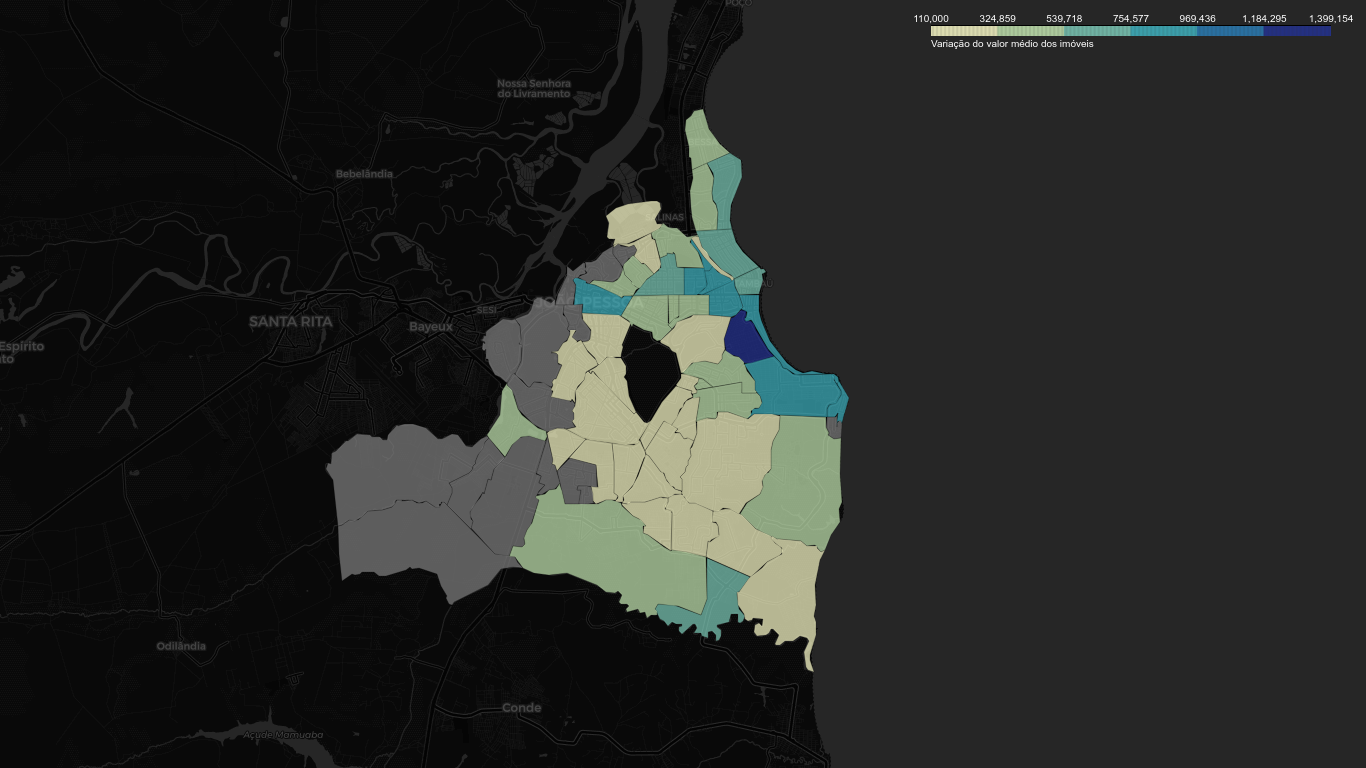 POÇO
110,000 324,859 539,718 754,577 969,436 1,184,295 1,399,154
Variação do valor médio dos imóveis
Nossa Senhora
do Livramento
Bebelândia
LINAS
JOÃO PESSOA
SESI
SANTA RITA
Bayeux
Espírito
nto
Odilândia
Conde
Açude Mamuaba